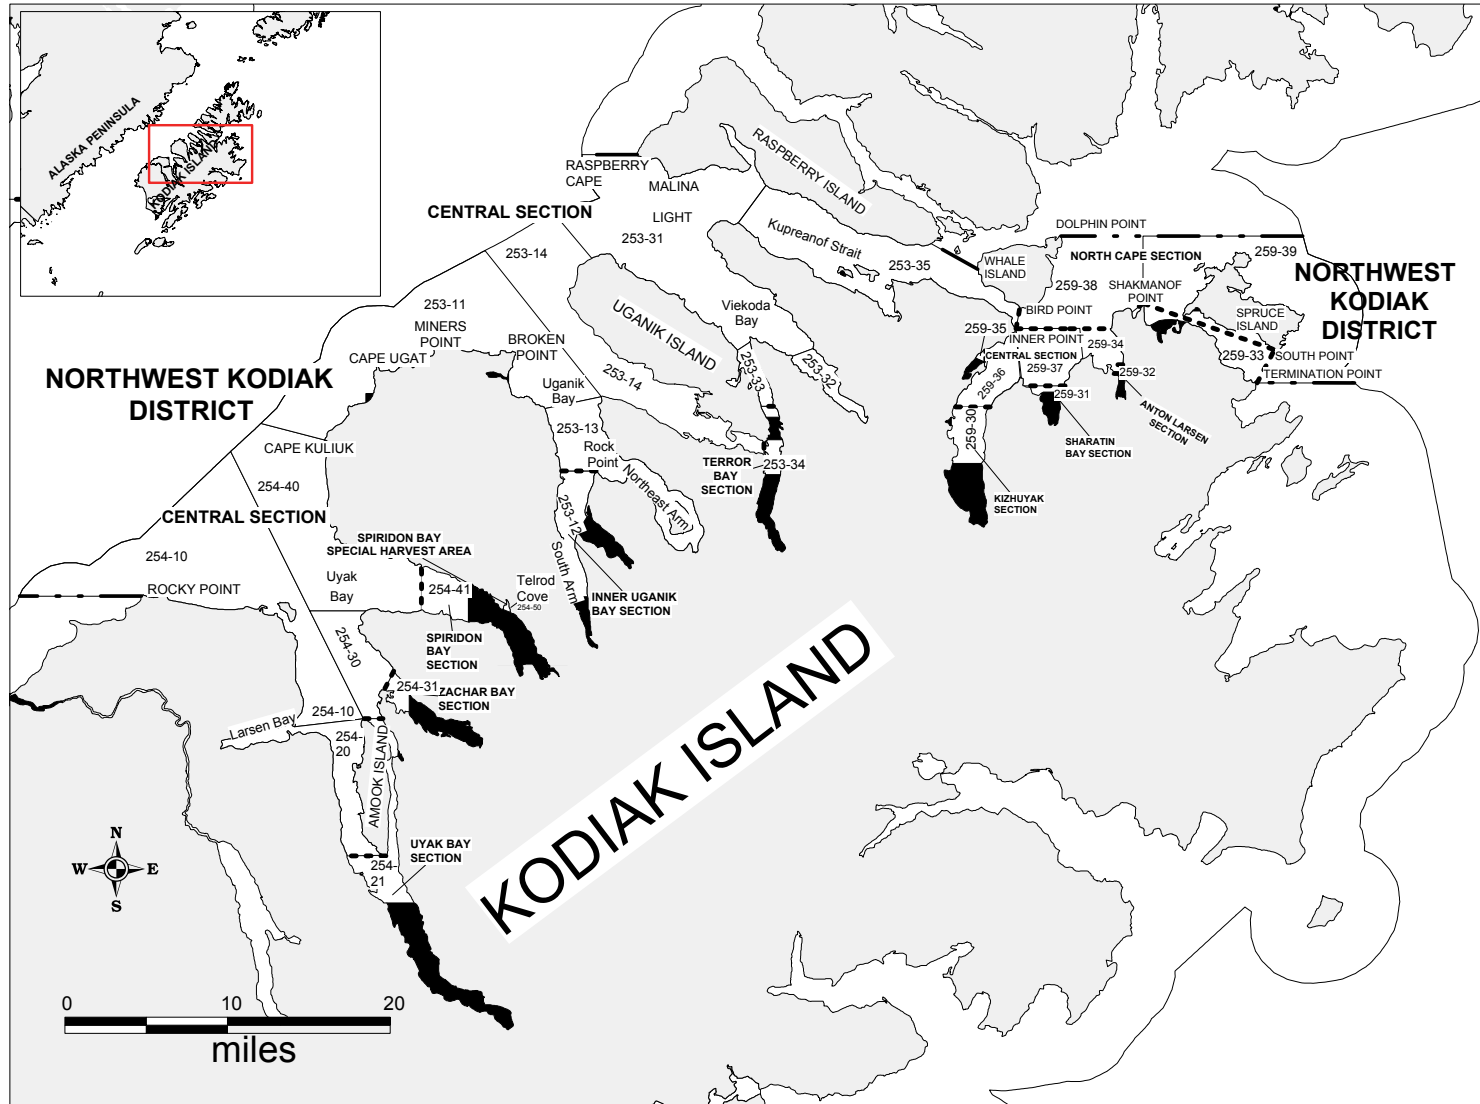 ALASKA PENINSULA
KODIAK ISLAND
RASPBERRY
CAPE
MALINA
LIGHT
RASPBERRY ISLAND
CENTRAL SECTION
253-31
253-14
Kupreanof Strait
253-35
WHALE
ISLAND
DOLPHIN POINT
NORTH CAPE SECTION
259-39
NORTHWEST
KODIAK
DISTRICT
259-38
SHAKMANOF
POINT
BIRD POINT
SPRUCE
ISLAND
253-11
MINERS
POINT
BROKEN
POINT
CAPE UGAT
UGANIK ISLAND
Viekoda
Bay
259-35
INNER POINT
259-34
CENTRAL SECTION
259-37
259-33
SOUTH POINT
TERMINATION POINT
NORTHWEST KODIAK
DISTRICT
Uganik
Bay
253-14
253-33
253-32
259-36
259-32
259-31
ANTON LARSEN
SECTION
253-13
Rock
Point
259-30
SHARATIN
BAY SECTION
CAPE KULIUK
254-40
CENTRAL SECTION
Northeast Arm
TERROR
BAY
SECTION
253-34
KIZHUYAK
SECTION
253-12
SPIRIDON BAY
SPECIAL HARVEST AREA
254-10
South Arm
ROCKY POINT
Uyak
Bay
254-41
Telrod
Cove
254-50
INNER UGANIK
BAY SECTION
254-30
SPIRIDON
BAY
SECTION
254-31
ZACHAR BAY
SECTION
Larsen Bay
254-10
254-
20
AMOOK ISLAND
KODIAK ISLAND
UYAK BAY
SECTION
254-
21
N
W
E
S
0
10
20
miles